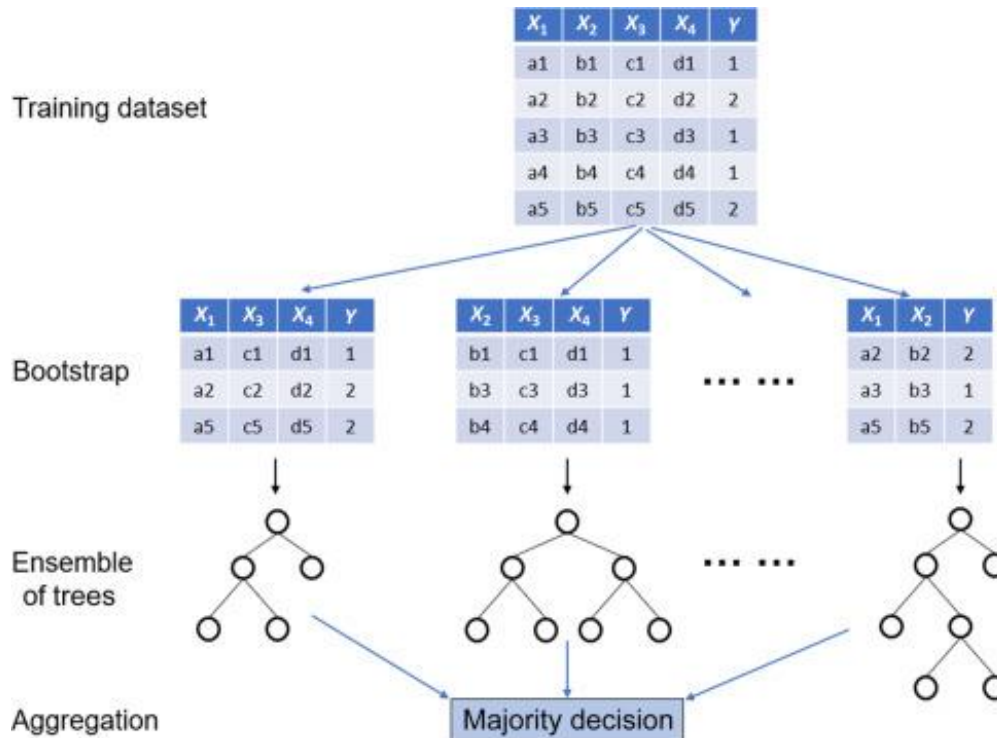 X1 X2 X3 X4 Y
a1 b1 c1 d1 1
Training dataset
a2 b2 c2 d2 2
a3 b3 c3 d3 1
a4 b4 c4 d4 1
a5 b5 c5 d5 2
Bootstrap
X1 X3 X4 Y
a1 c1 d1 1
a2 c2 d2 2
a5 c5 d5 2
X2 X3 X4 Y
b1 c1 d1 1
b3 c3 d3 1
b4 c4 d4 1
... ...
X1 X2 Y
a2 b2 2
a3 b3 1
a5 b5 2
Ensemble
of trees
... ...
Aggregation
Majority decision